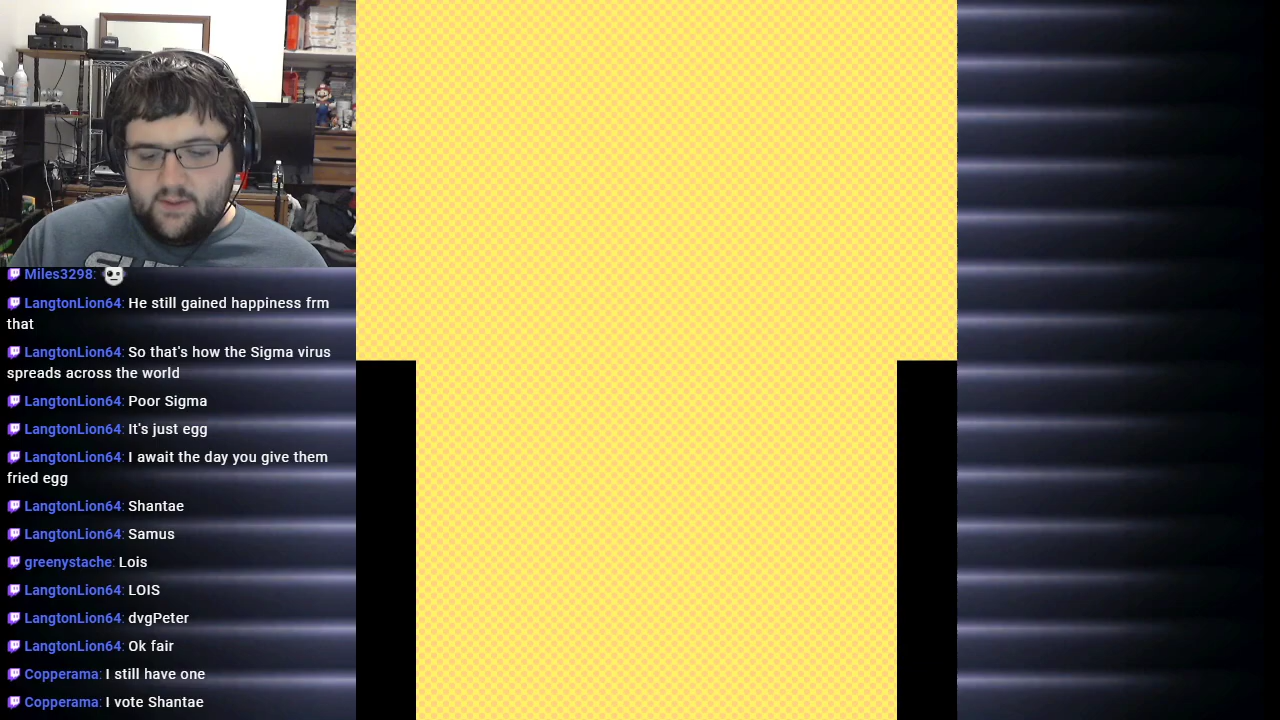 Miles3298:
LangtonLion64: He still gained happiness frm
that
LangtonLion64: So that's how the Sigma virus
spreads across the world
LangtonLion64: Poor Sigma
LangtonLion64: It's just egg
LangtonLion64: I await the day you give them
fried egg
LangtonLion64: Shantae
LangtonLion64: Samus
greenystache: Lois
LangtonLion64: LOIS
LangtonLion64: dvgPeter
LangtonLion64: Ok fair
Copperama: I still have one
Copperama: I vote Shantae